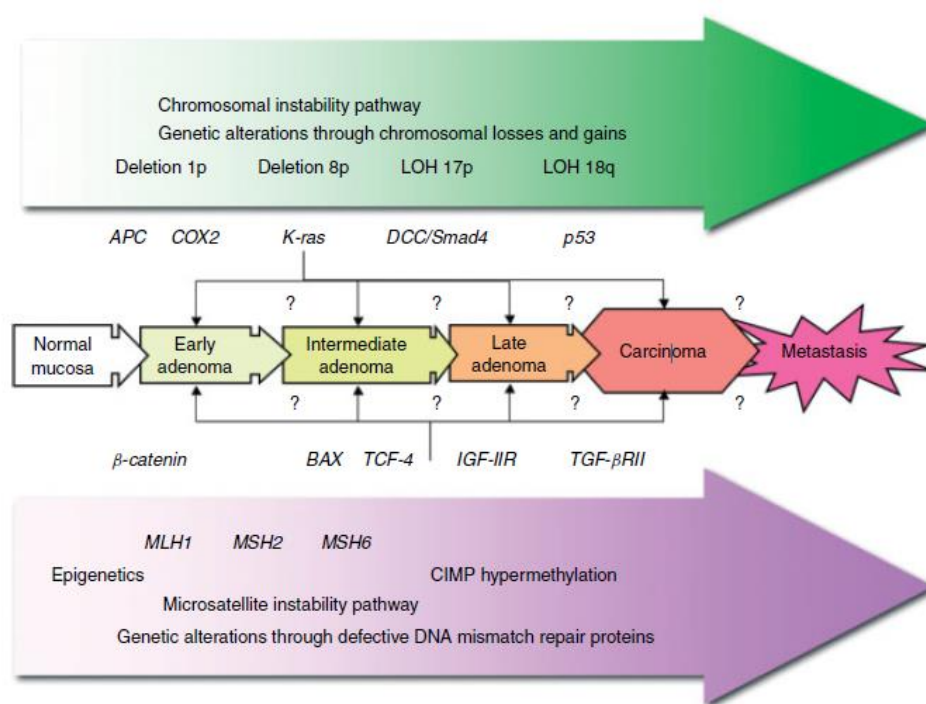 Chromosomal instability pathway
Genetic alterations through chromosomal losses and gains
Deletion 1p Deletion 8p LOH 17p LOH 18q
APC COX2 K-ras DCC/Smad4 p53
? ? ? ?
Normal mucosa
Early adenoma
Intermediate adenoma
Late adenoma
Carcinoma
Metastasis
? ? ? ?
β-catenin BAX TCF-4 IGF-IIR TGF-βRII
MLH1 MSH2 MSH6
Epigenetics CIMP hypermethylation
Microsatellite instability pathway
Genetic alterations through defective DNA mismatch repair proteins